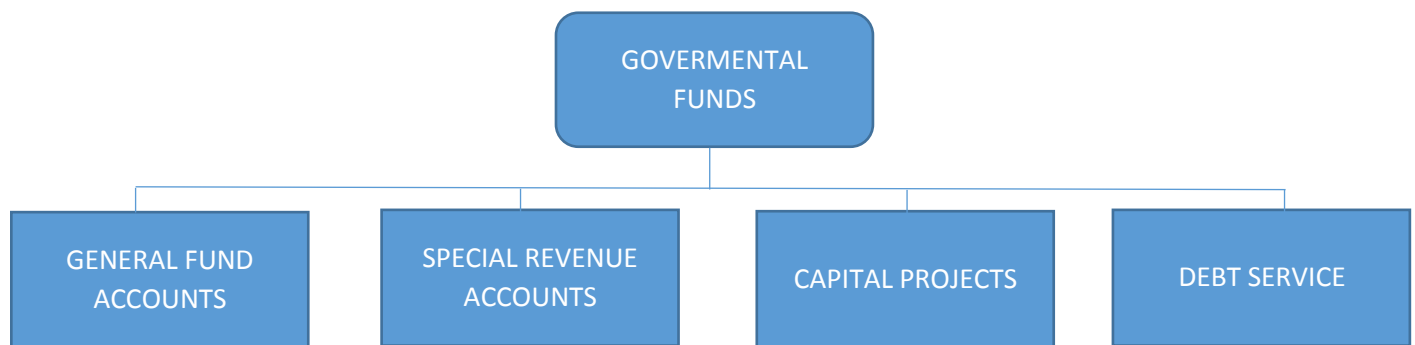 GOVERMENTAL
FUNDS
GENERAL FUND
ACCOUNTS
SPECIAL REVENUE
ACCOUNTS
CAPITAL PROJECTS
DEBT SERVICE